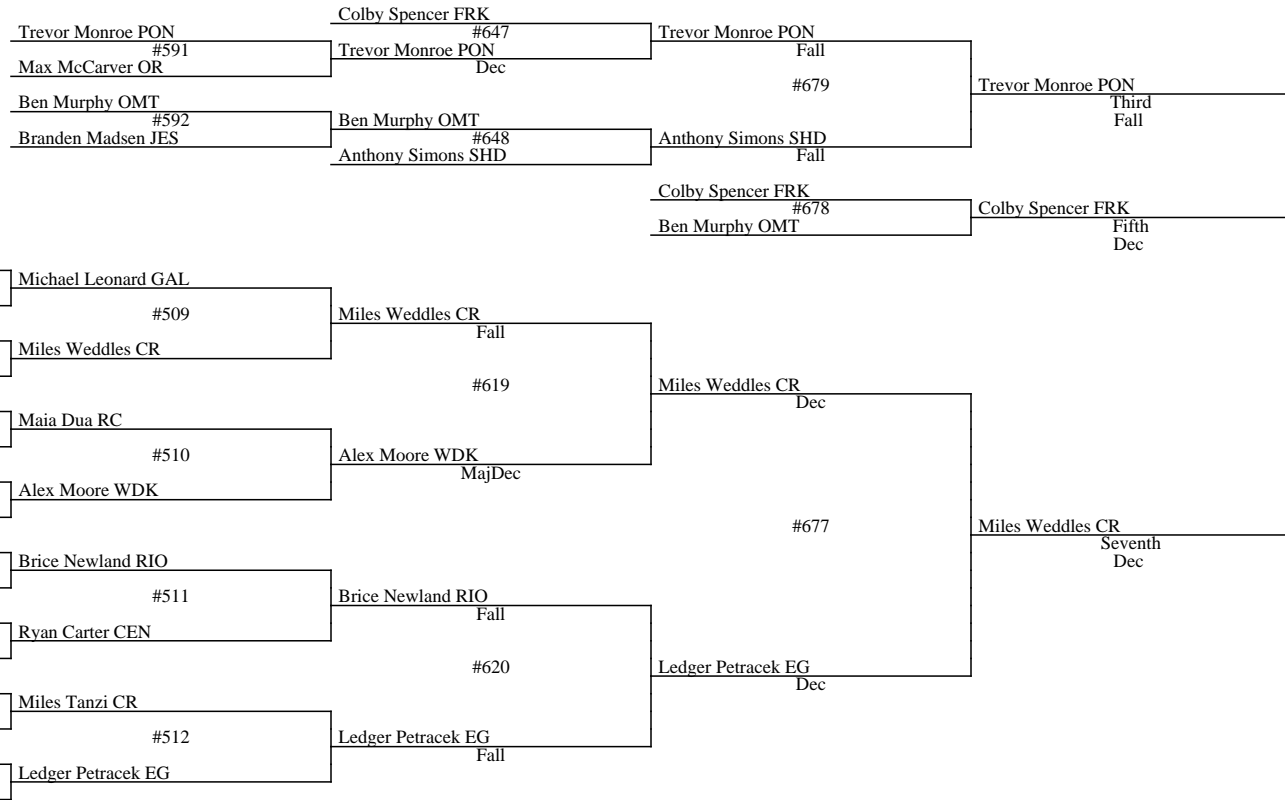 Colby Spencer FRK
Trevor Monroe PON
#647
Trevor Monroe PON
#591
Trevor Monroe PON
Fall
Max McCarver OR
Dec
#679
Trevor Monroe PON
Ben Murphy OMT
Third
#592
Ben Murphy OMT
Fall
Branden Madsen JES
#648
Anthony Simons SHD
Anthony Simons SHD
Fall
Colby Spencer FRK
#678
Colby Spencer FRK
Ben Murphy OMT
Fifth
Dec
Michael Leonard GAL
#509
Miles Weddles CR
Fall
Miles Weddles CR
#619
Miles Weddles CR
Dec
Maia Dua RC
#510
Alex Moore WDK
MajDec
Alex Moore WDK
#677
Miles Weddles CR
Seventh
Dec
Brice Newland RIO
#511
Brice Newland RIO
Fall
Ryan Carter CEN
#620
Ledger Petracek EG
Dec
Miles Tanzi CR
#512
Ledger Petracek EG
Fall
Ledger Petracek EG